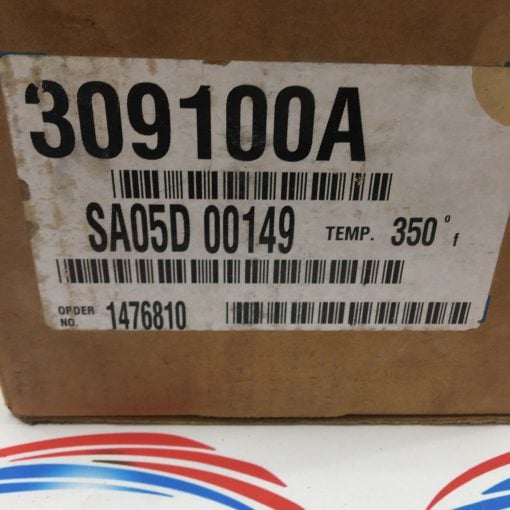 309100A
SA05D 00149 TEMP. 350° f
ORDER NO. 1476810